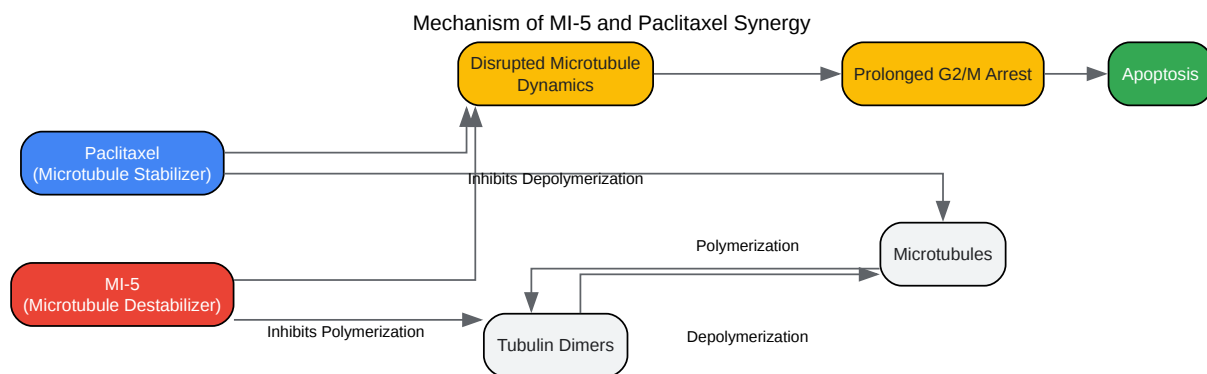 Mechanism of MI-5 and Paclitaxel Synergy
Disrupted Microtubule
Dynamics
Prolonged G2/M Arrest
Apoptosis
Paclitaxel
(Microtubule Stabilizer)
Inhibits Depolymerization
Polymerization
Microtubules
MI-5
(Microtubule Destabilizer)
Inhibits Polymerization
Tubulin Dimers
Depolymerization